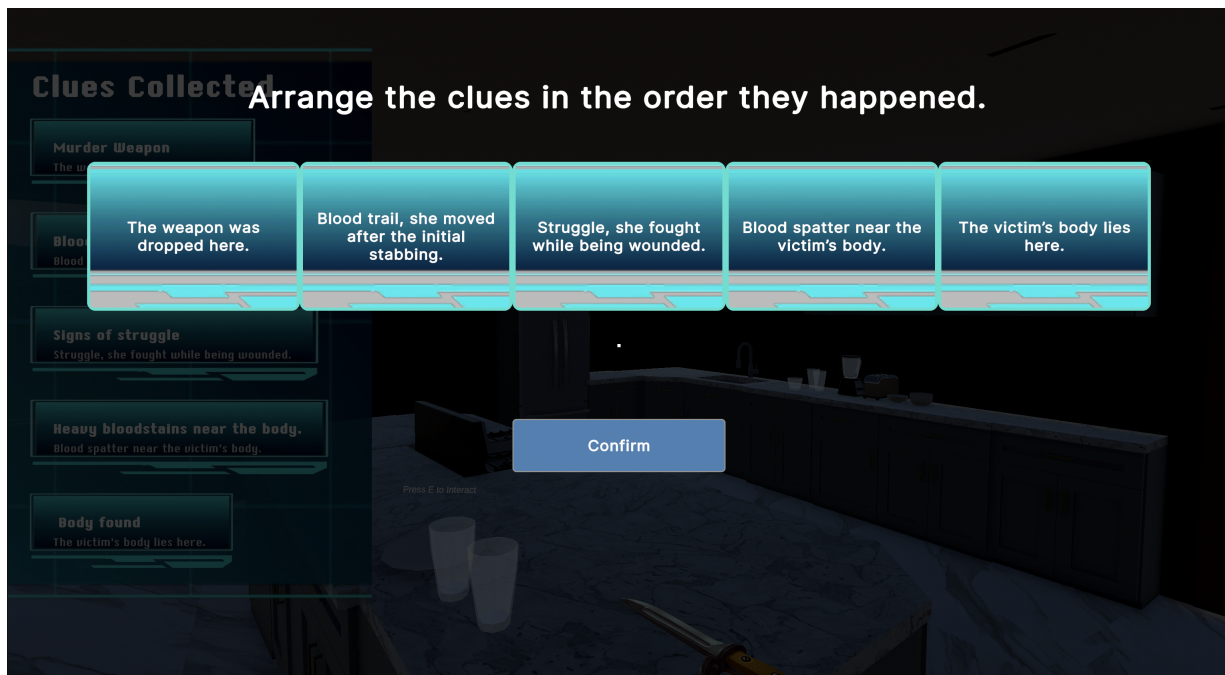 Clues Collected
Arrange the clues in the order they happened.
Murder Weapon
The w
The weapon was
dropped here.
Blood trail, she moved
after the initial
stabbing.
Struggle, she fought
while being wounded.
Blood spatter near the
victim's body.
The victim's body lies
here.
Bloo
Blood
Signs of struggle
Struggle, she fought while being wounded.
Heavy bloodstains near the body.
Blood spatter near the victim's body.
Body found
The victim's body lies here.
Confirm
Press E to Interact